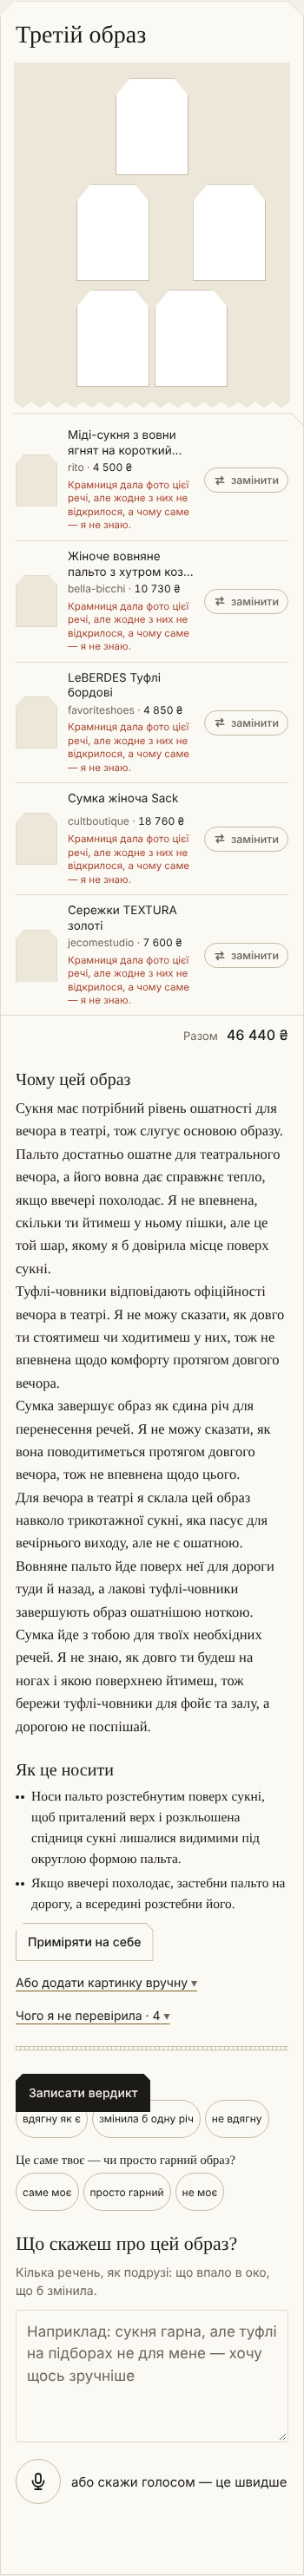 Третій образ
Міді-сукня з вовни
ягнят на короткий...
rito · 4 500 ₴
Крамниця дала фото цієї
речі, але жодне з них не
відкрилося, а чому саме
— я не знаю.
замінити
Жіноче вовняне
пальто з хутром коз...
bella-bicchi · 10 730 ₴
Крамниця дала фото цієї
речі, але жодне з них не
відкрилося, а чому саме
— я не знаю.
замінити
LeBERDES Туфлі
бордові
favoriteshoes · 4 850 ₴
Крамниця дала фото цієї
речі, але жодне з них не
відкрилося, а чому саме
— я не знаю.
замінити
Сумка жіноча Sack
cultboutique · 18 760 ₴
Крамниця дала фото цієї
речі, але жодне з них не
відкрилося, а чому саме
— я не знаю.
замінити
Сережки TEXTURA
золоті
jecomestudio · 7 600 ₴
Крамниця дала фото цієї
речі, але жодне з них не
відкрилося, а чому саме
— я не знаю.
замінити
Разом 46 440 ₴
Чому цей образ
Сукня має потрібний рівень ошатності для
вечора в театрі, тож слугує основою образу.
Пальто достатньо ошатне для театрального
вечора, а його вовна дає справжнє тепло,
якщо ввечері похолодає. Я не впевнена,
скільки ти йтимеш у ньому пішки, але це
той шар, якому я б довірила місце поверх
сукні.
Туфлі-човники відповідають офіційності
вечора в театрі. Я не можу сказати, як довго
ти стоятимеш чи ходитимеш у них, тож не
впевнена щодо комфорту протягом довгого
вечора.
Сумка завершує образ як єдина річ для
перенесення речей. Я не можу сказати, як
вона поводитиметься протягом довгого
вечора, тож не впевнена щодо цього.
Для вечора в театрі я склала цей образ
навколо трикотажної сукні, яка пасує для
вечірнього виходу, але не є ошатною.
Вовняне пальто йде поверх неї для дороги
туди й назад, а лакові туфлі-човники
завершують образ ошатнішою ноткою.
Сумка йде з тобою для твоїх необхідних
речей. Я не знаю, як довго ти будеш на
ногах і якою поверхнею йтимеш, тож
бережи туфлі-човники для фойє та залу, а
дорогою не поспішай.
Як це носити
•• Носи пальто розстебнутим поверх сукні,
щоб приталений верх і розкльошена
спідниця сукні лишалися видимими під
округлою формою пальта.
•• Якщо ввечері похолодає, застебни пальто на
дорогу, а всередині розстебни його.
Приміряти на себе
Або додати картинку вручну ▾
Чого я не перевірила · 4 ▾
Записати вердикт
вдягну як є
змінила б одну річ
не вдягну
Це саме твоє — чи просто гарний образ?
саме моє
просто гарний
не моє
Що скажеш про цей образ?
Кілька речень, як подрузі: що впало в око,
що б змінила.
Наприклад: сукня гарна, але туфлі
на підборах не для мене — хочу
щось зручніше
або скажи голосом — це швидше